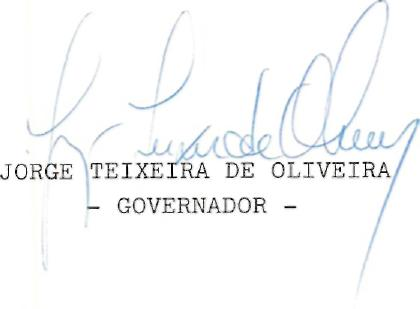 JORGE TEIXEIRA DE OLIVEIRA
- GOVERNADOR -